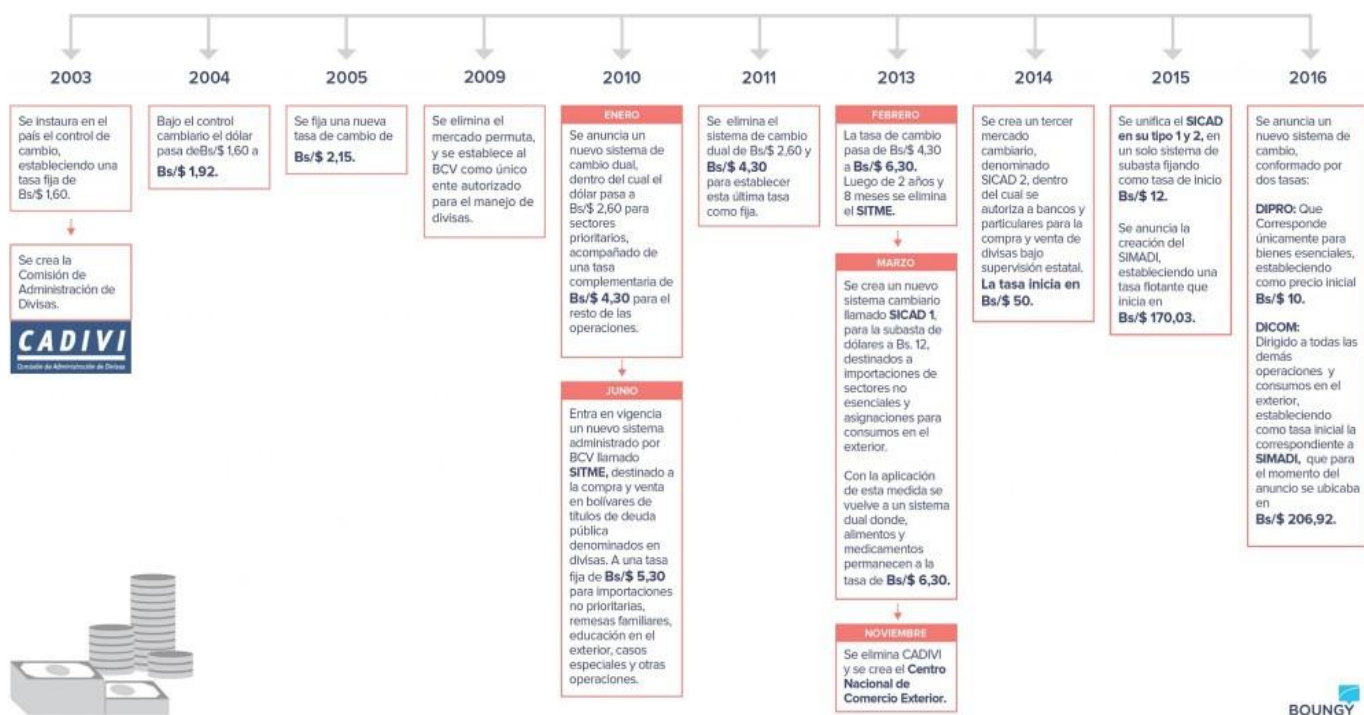 2003
Se instaura en el
país el control de
cambio,
estableciendo una
tasa fija de
Bs/$ 1,60.
Se crea la
Comisión de
Administración de
Divisas.
CADIVI
Comisión de Administración de Divisas
2004
Bajo el control
cambiario el dólar
pasa deBs/$ 1,60 a
Bs/$ 1,92.
2005
Se fija una nueva
tasa de cambio de
Bs/$ 2,15.
2009
Se elimina el
mercado permuta,
y se establece al
BCV como único
ente autorizado
para el manejo de
divisas.
2010
ENERO
Se anuncia un
nuevo sistema de
cambio dual,
dentro del cual el
dólar pasa a
Bs/$ 2,60 para
sectores
prioritarios,
acompañado de
una tasa
complementaria de
Bs/$ 4,30 para el
resto de las
operaciones.
JUNIO
Entra en vigencia
un nuevo sistema
administrado por
BCV llamado
SITME, destinado a
la compra y venta
en bolívares de
títulos de deuda
pública
denominados en
divisas. A una tasa
fija de Bs/$ 5,30
para importaciones
no prioritarias,
remesas familiares,
educación en el
exterior, casos
especiales y otras
operaciones.
2011
Se elimina el
sistema de cambio
dual de Bs/$ 2,60 y
Bs/$ 4,30
para establecer
esta última tasa
como fija.
2013
FEBRERO
La tasa de cambio
pasa de Bs/$ 4,30
a Bs/$ 6,30.
Luego de 2 años y
8 meses se elimina
el SITME.
MARZO
Se crea un nuevo
sistema cambiario
llamado SICAD 1,
para la subasta de
dólares a Bs. 12,
destinados a
importaciones de
sectores no
esenciales y
asignaciones para
consumos en el
exterior.
Con la aplicación
de esta medida se
vuelve a un sistema
dual donde,
alimentos y
medicamentos
permanecen a la
tasa de Bs/$ 6,30.
NOVIEMBRE
Se elimina CADIVI
y se crea el Centro
Nacional de
Comercio Exterior.
2014
Se crea un tercer
mercado
cambiario,
denominado
SICAD 2, dentro
del cual se
autoriza a bancos y
particulares para la
compra y venta de
divisas bajo
supervisión estatal.
La tasa inicia en
Bs/$ 50.
2015
Se unifica el SICAD
en su tipo 1 y 2, en
un solo sistema de
subasta fijando
como tasa de inicio
Bs/$ 12.
Se anuncia la
creación del
SIMADI,
estableciendo una
tasa flotante que
inicia en
Bs/$ 170,03.
2016
Se anuncia un
nuevo sistema de
cambio,
conformado por
dos tasas:
DIPRO: Que
Corresponde
únicamente para
bienes esenciales,
estableciendo
como precio inicial
Bs/$ 10.
DICOM:
Dirigido a todas las
demás
operaciones y
consumos en el
exterior,
estableciendo
como tasa inicial la
correspondiente a
SIMADI, que para
el momento del
anuncio se ubicaba
en
Bs/$ 206,92.
BOUNGY